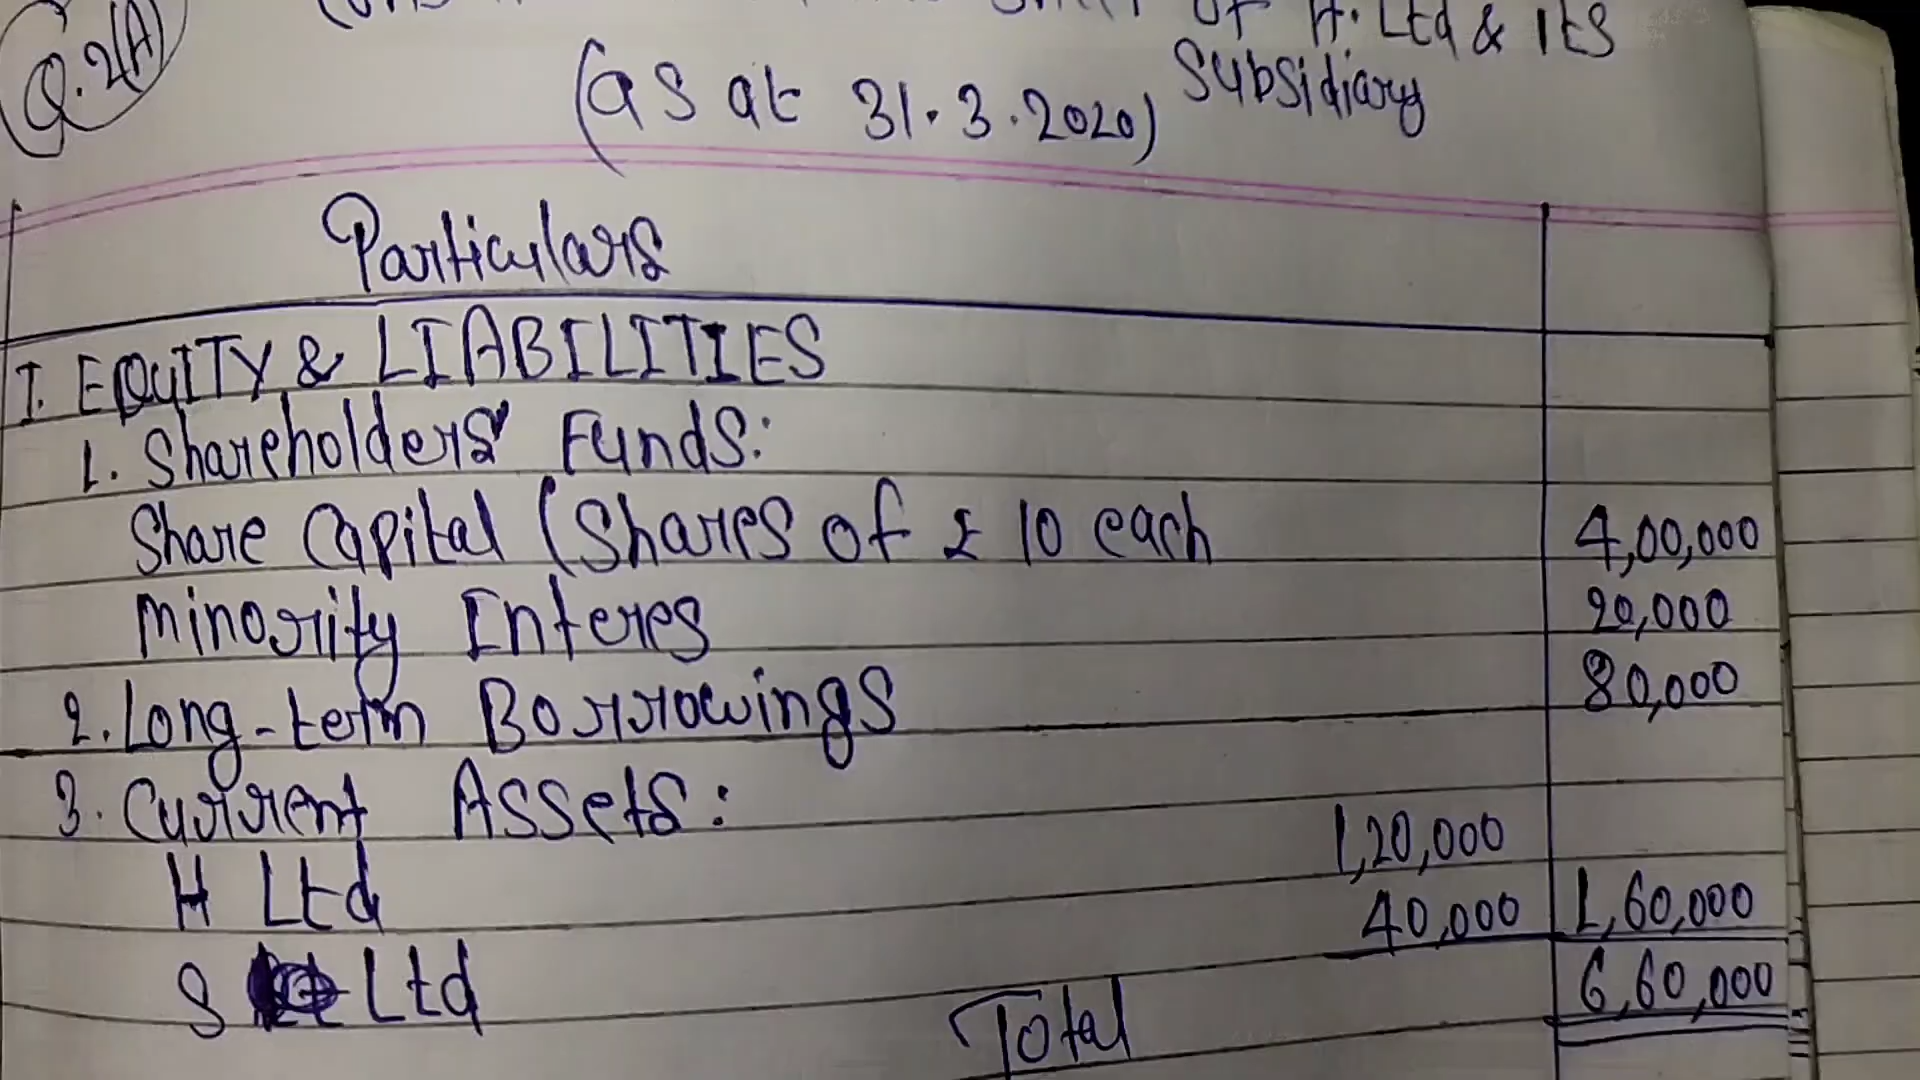 Q.2(A)
of H. Ltd & its
Subsidiary
(as at 31.3.2020)
Particulars
I. EQUITY & LIABILITIES
1. Shareholders' Funds:
Share Capital (Shares of £ 10 each 4,00,000
Minority Interes 20,000
2. Long-term Borrowings 80,000
3. Current Assets:
H Ltd 1,20,000
S Ltd 40,000 1,60,000
Total 6,60,000